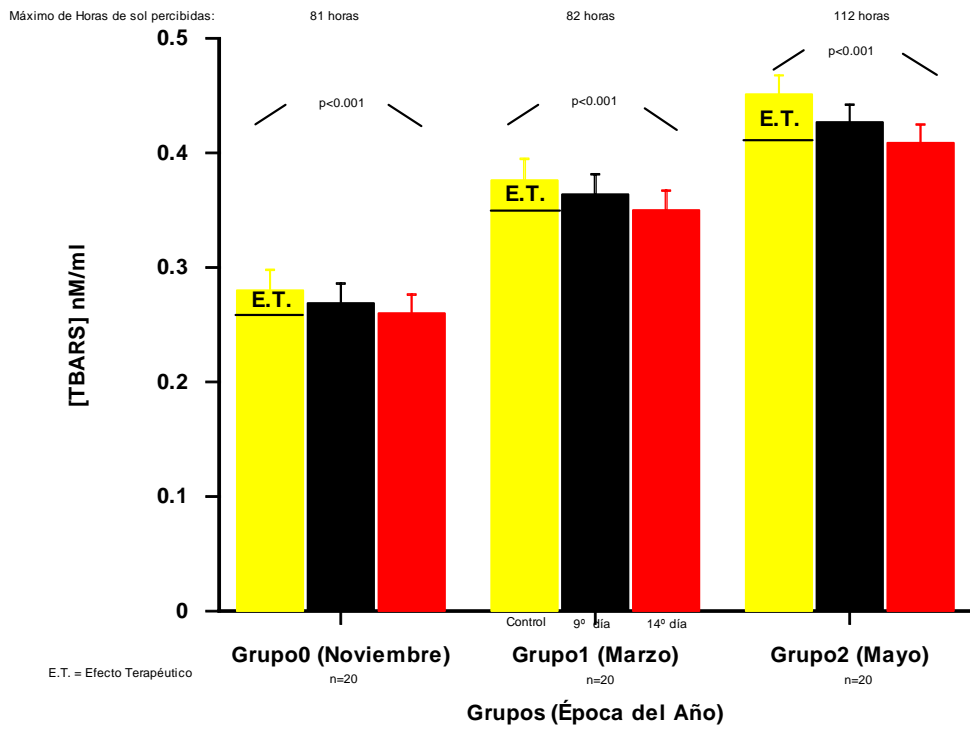 Máximo de Horas de sol percibidas: 81 horas 82 horas 112 horas
0.5
p<0.001
p<0.001
p<0.001
E.T.
0.4
E.T.
0.3
E.T.
[TBARS] nM/ml
0.2
0.1
0
Control 9º día 14º día
Grupo0 (Noviembre) Grupo1 (Marzo) Grupo2 (Mayo)
E.T. = Efecto Terapéutico
n=20 n=20 n=20
Grupos (Época del Año)